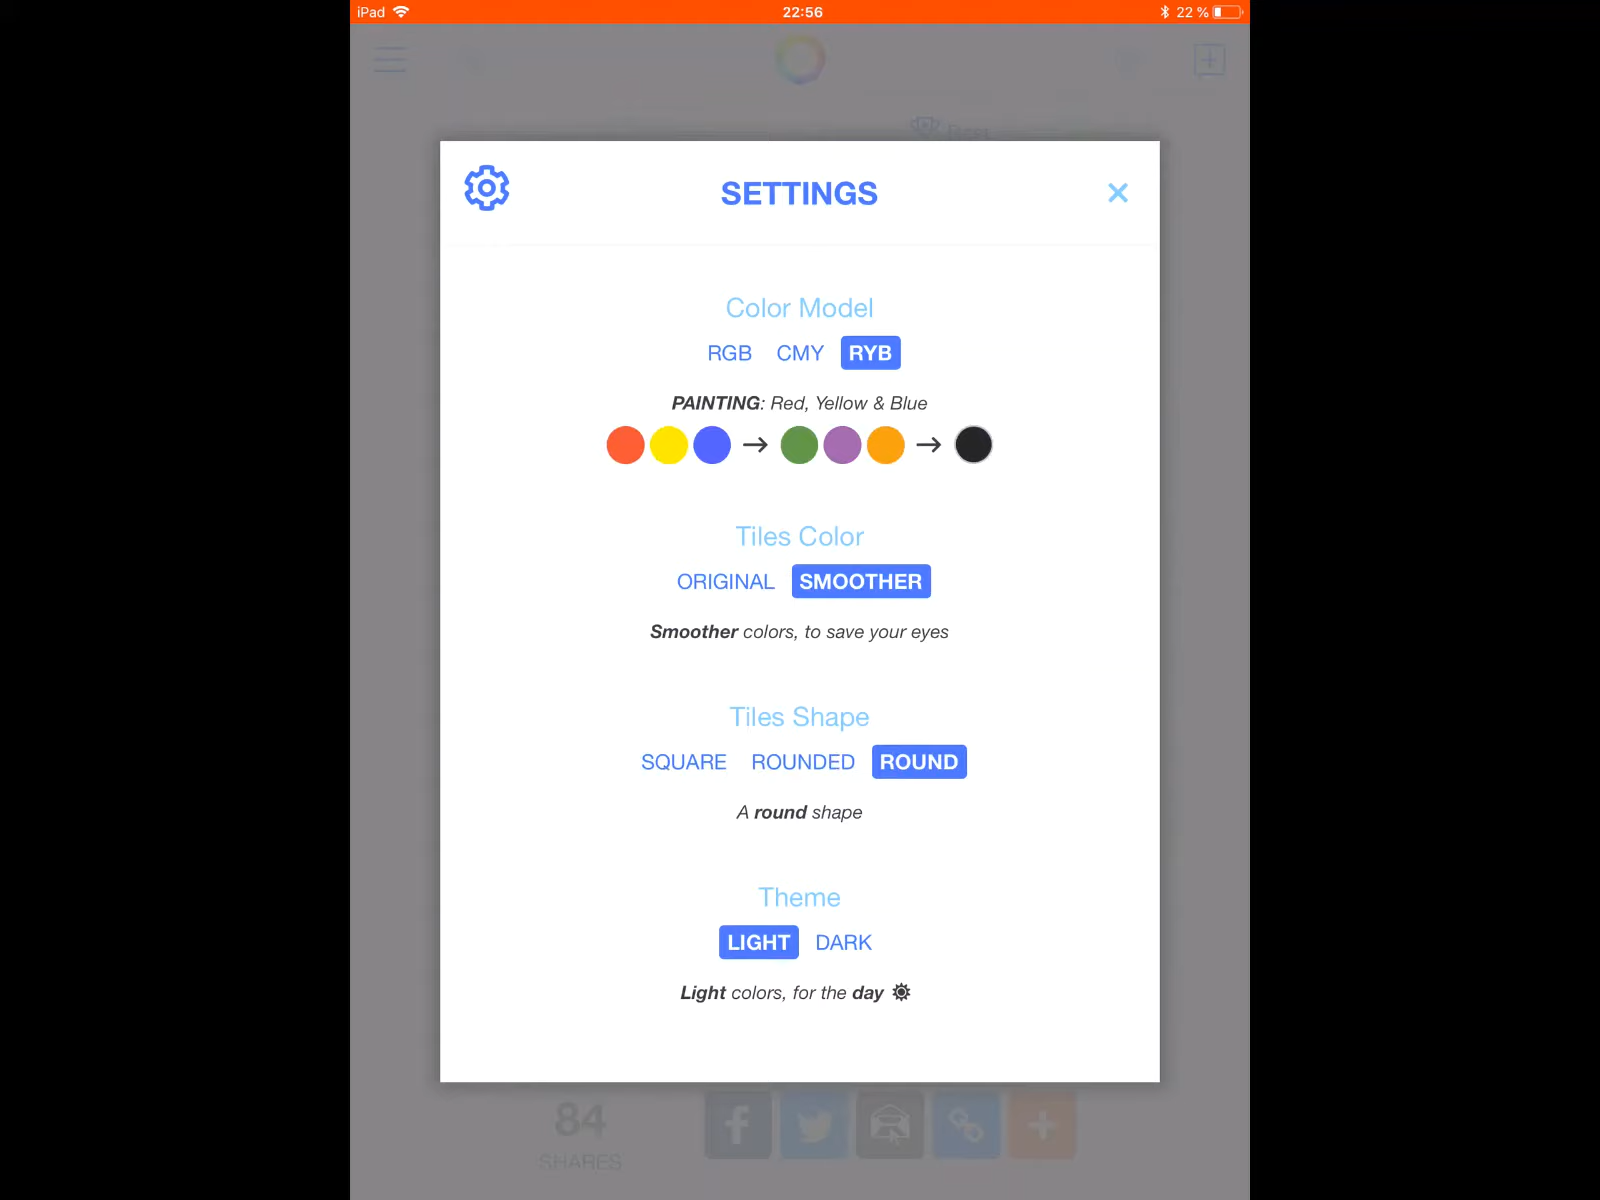 iPad 22:56 22 %
Best
SETTINGS
Color Model
RGB CMY RYB
PAINTING: Red, Yellow & Blue
Tiles Color
ORIGINAL SMOOTHER
Smoother colors, to save your eyes
Tiles Shape
SQUARE ROUNDED ROUND
A round shape
Theme
LIGHT DARK
Light colors, for the day
84
SHARES